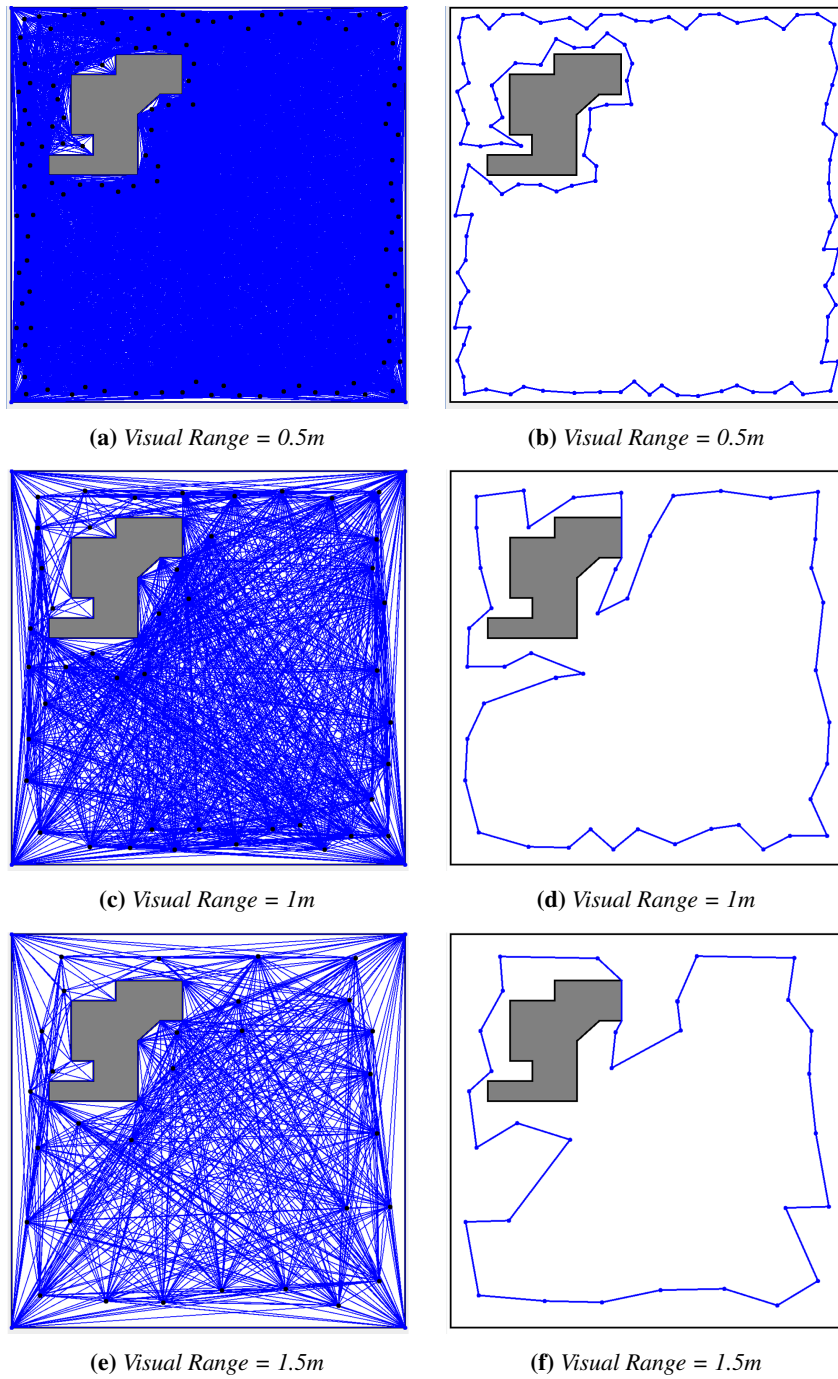 (a) Visual Range = 0.5m
(b) Visual Range = 0.5m
(c) Visual Range = 1m
(d) Visual Range = 1m
(e) Visual Range = 1.5m
(f) Visual Range = 1.5m